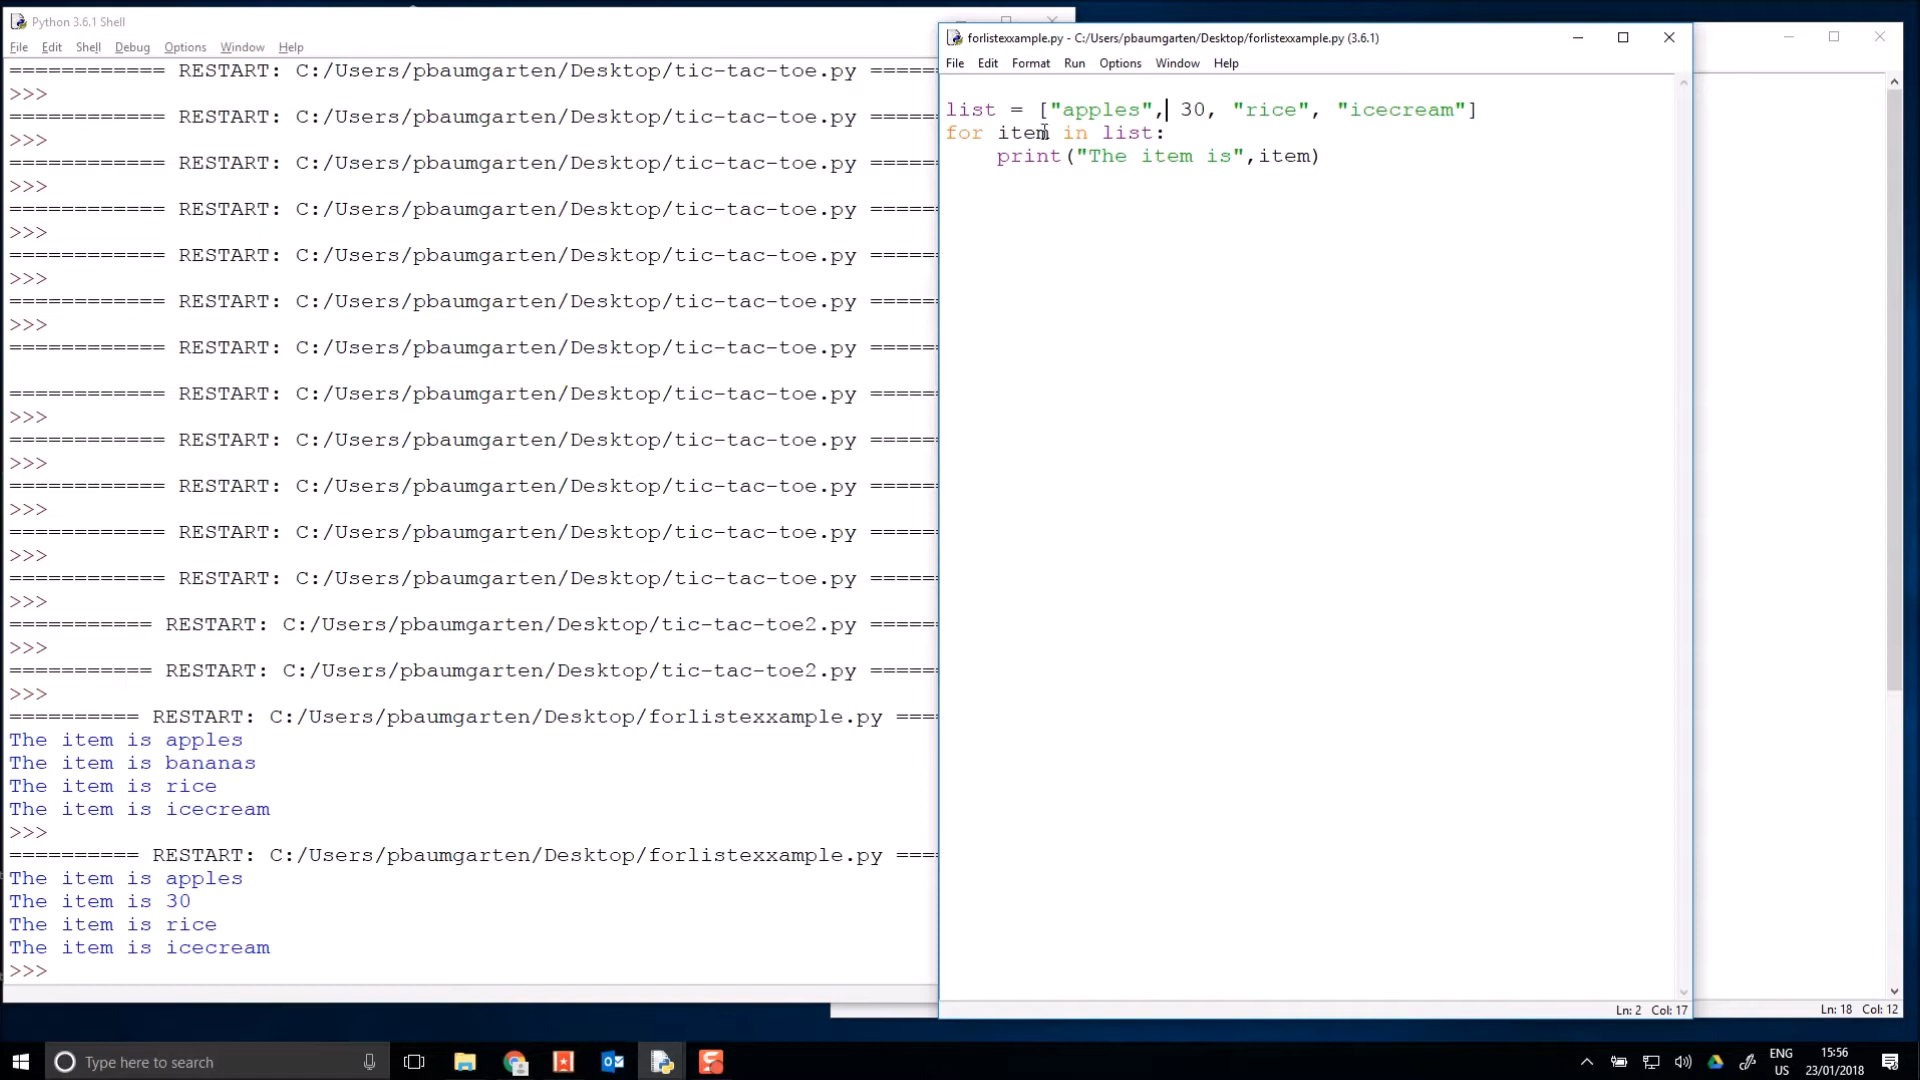 Python 3.6.1 Shell
File Edit Shell Debug Options Window Help
============ RESTART: C:/Users/pbaumgarten/Desktop/tic-tac-toe.py =====
>>>
============ RESTART: C:/Users/pbaumgarten/Desktop/tic-tac-toe.py =====
>>>
============ RESTART: C:/Users/pbaumgarten/Desktop/tic-tac-toe.py =====
>>>
============ RESTART: C:/Users/pbaumgarten/Desktop/tic-tac-toe.py =====
>>>
============ RESTART: C:/Users/pbaumgarten/Desktop/tic-tac-toe.py =====
>>>
============ RESTART: C:/Users/pbaumgarten/Desktop/tic-tac-toe.py =====
>>>
============ RESTART: C:/Users/pbaumgarten/Desktop/tic-tac-toe.py =====
============ RESTART: C:/Users/pbaumgarten/Desktop/tic-tac-toe.py =====
>>>
============ RESTART: C:/Users/pbaumgarten/Desktop/tic-tac-toe.py =====
>>>
============ RESTART: C:/Users/pbaumgarten/Desktop/tic-tac-toe.py =====
>>>
============ RESTART: C:/Users/pbaumgarten/Desktop/tic-tac-toe.py =====
>>>
============ RESTART: C:/Users/pbaumgarten/Desktop/tic-tac-toe.py =====
>>>
=========== RESTART: C:/Users/pbaumgarten/Desktop/tic-tac-toe2.py =====
>>>
=========== RESTART: C:/Users/pbaumgarten/Desktop/tic-tac-toe2.py =====
>>>
========== RESTART: C:/Users/pbaumgarten/Desktop/forlistexxample.py ====
The item is apples
The item is bananas
The item is rice
The item is icecream
>>>
========== RESTART: C:/Users/pbaumgarten/Desktop/forlistexxample.py ====
The item is apples
The item is 30
The item is rice
The item is icecream
>>>
forlistexxample.py - C:/Users/pbaumgarten/Desktop/forlistexxample.py (3.6.1)
File Edit Format Run Options Window Help
list = ["apples", 30, "rice", "icecream"]
for item in list:
    print("The item is",item)
Ln: 2 Col: 17
Ln: 18 Col: 12
Type here to search
ENG
US
15:56
23/01/2018